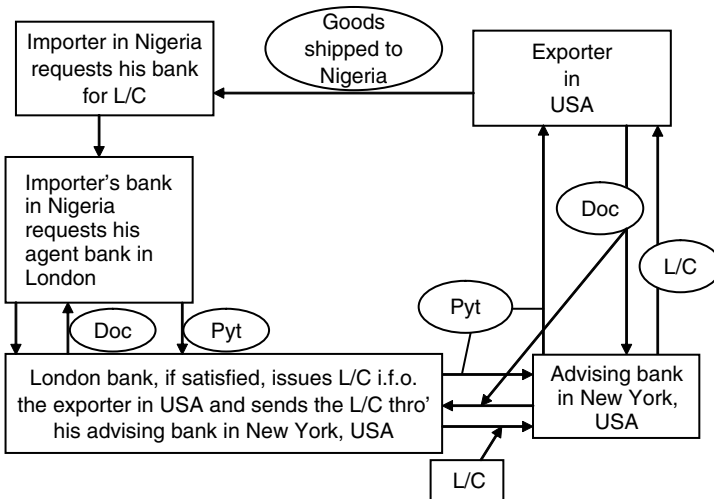 Importer in Nigeria
requests his bank
for L/C
Goods
shipped to
Nigeria
Exporter
in
USA
Importer's bank
in Nigeria
requests his
agent bank in
London
Doc
L/C
Doc
Pyt
Pyt
London bank, if satisfied, issues L/C i.f.o.
the exporter in USA and sends the L/C thro'
his advising bank in New York, USA
Advising bank
in New York,
USA
L/C